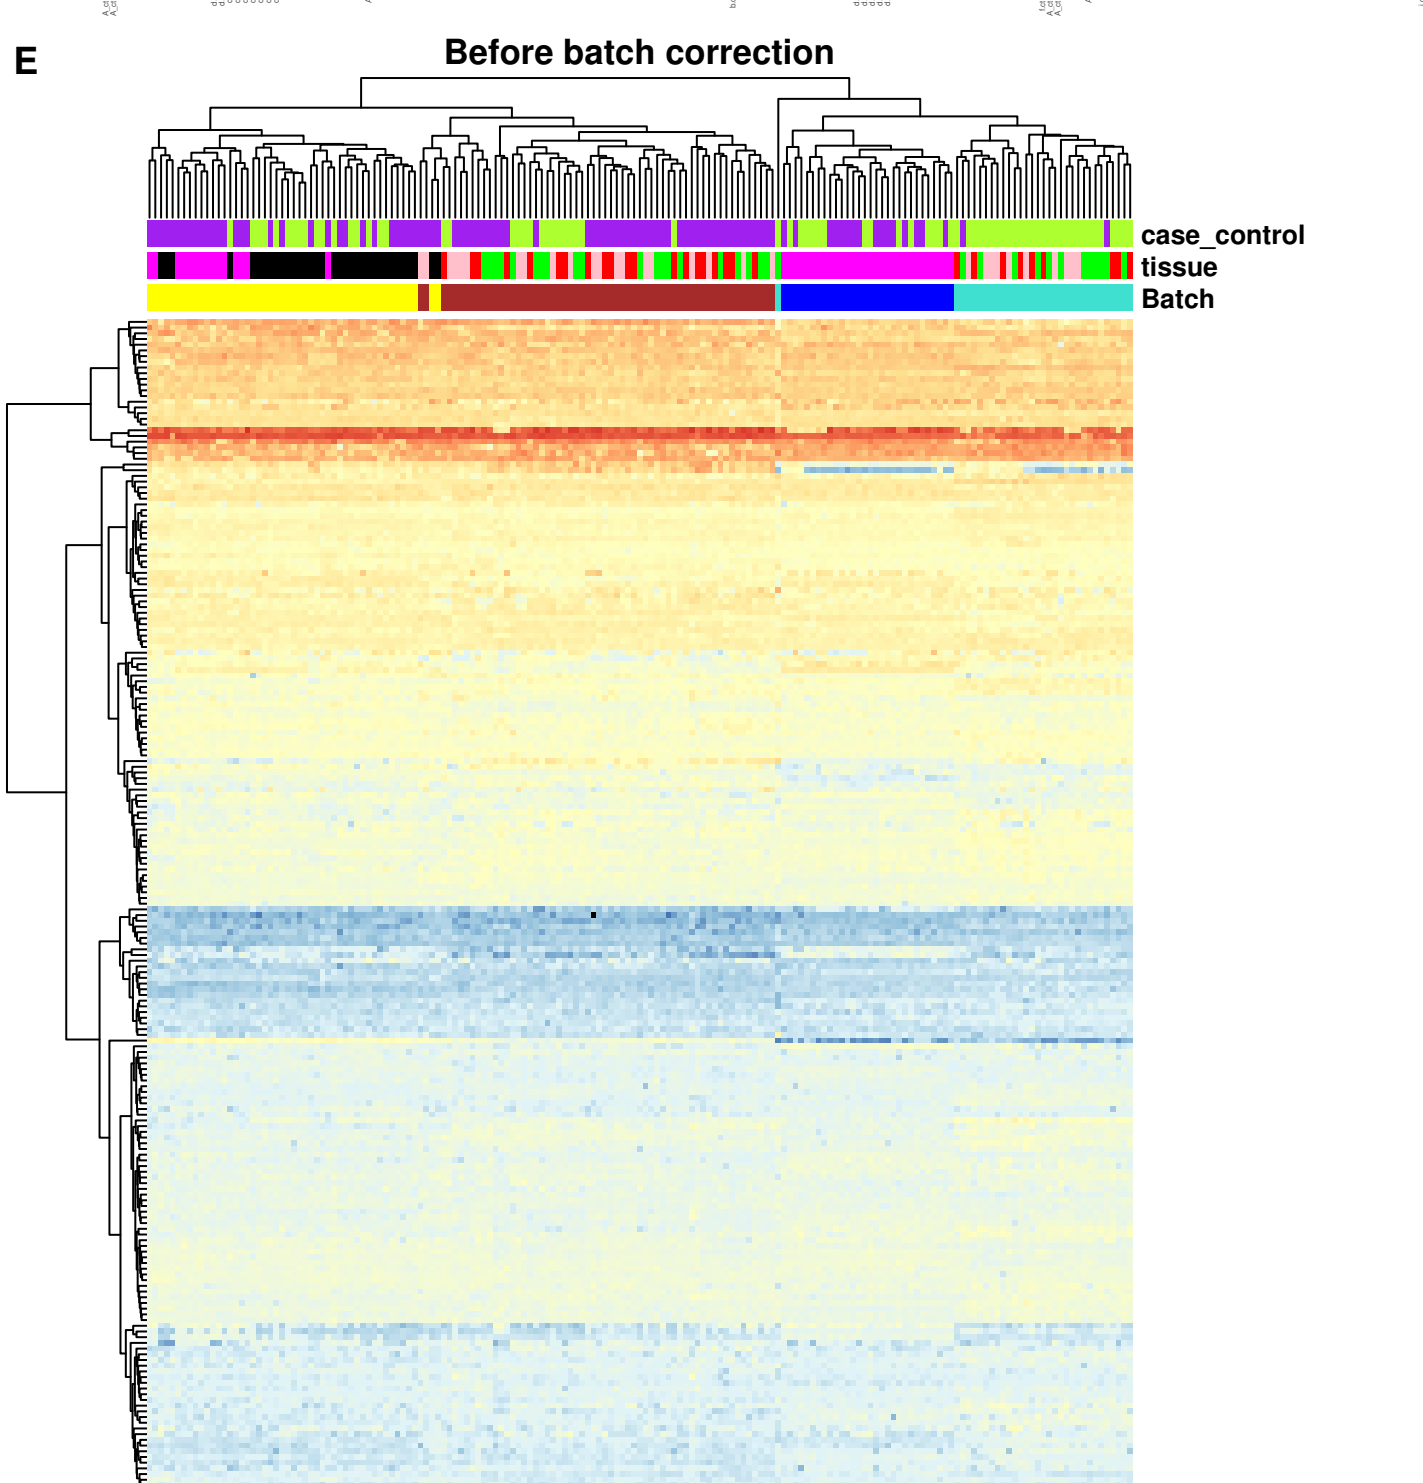 E
Before batch correction
case_control
tissue
Batch